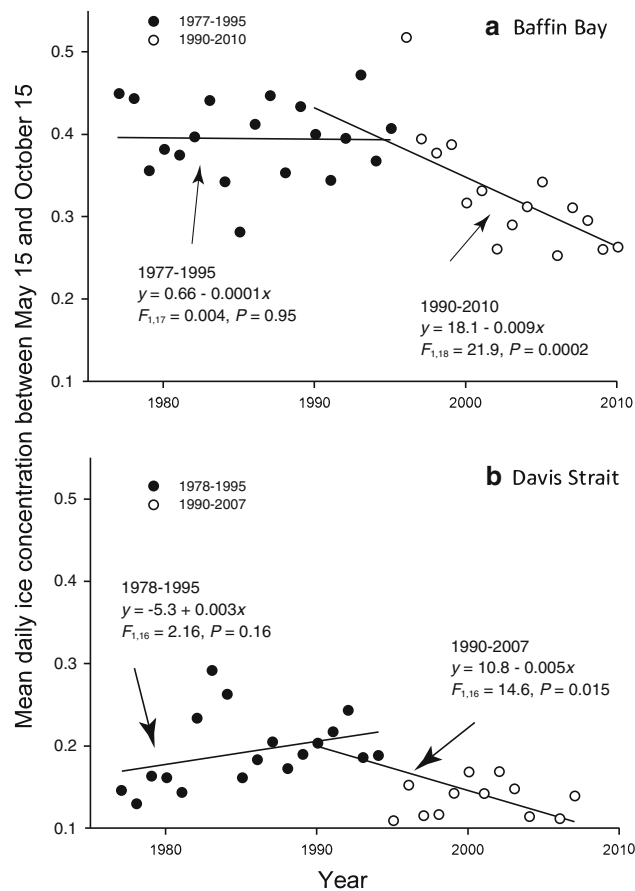 Mean daily ice concentration between May 15 and October 15
1977-1995
1990-2010
a Baffin Bay
0.5
0.4
0.3
0.2
0.1
1977-1995
y = 0.66 - 0.0001x
F1,17 = 0.004, P = 0.95
1990-2010
y = 18.1 - 0.009x
F1,18 = 21.9, P = 0.0002
1980 1990 2000 2010
b Davis Strait
1978-1995
1990-2007
0.5
0.4
0.3
0.2
0.1
1978-1995
y = -5.3 + 0.003x
F1,16 = 2.16, P = 0.16
1990-2007
y = 10.8 - 0.005x
F1,16 = 14.6, P = 0.015
1980 1990 2000 2010
Year